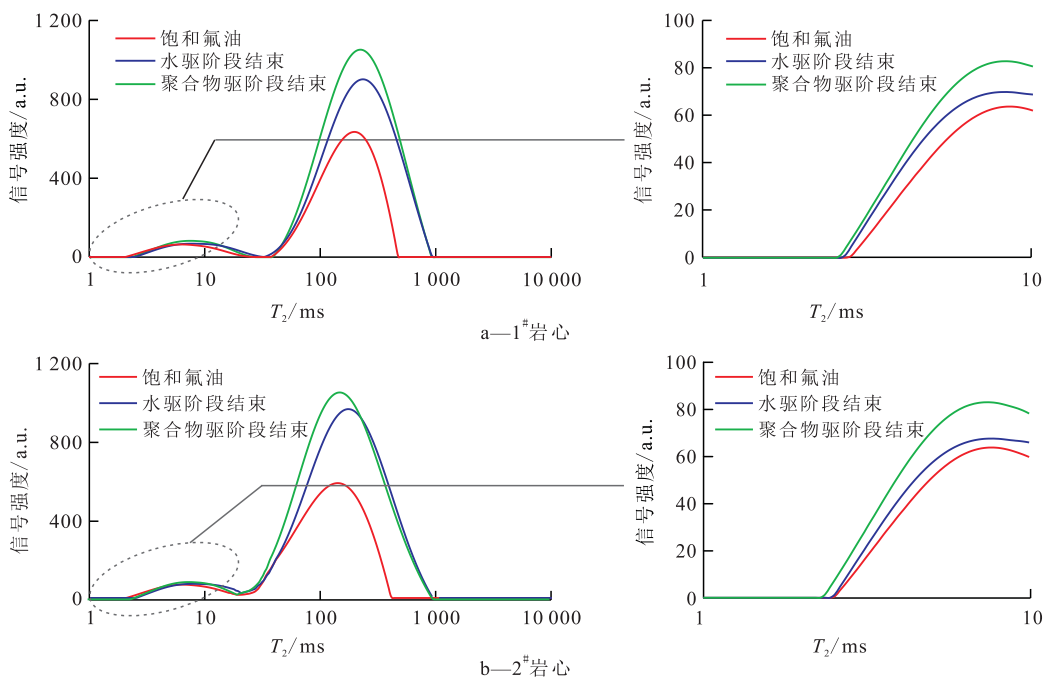 1 200
800
400
0
信号强度/a.u.
饱和氟油
水驱阶段结束
聚合物驱阶段结束
1
10
100
1 000
10 000
T2/ms
100
80
60
40
20
0
信号强度/a.u.
饱和氟油
水驱阶段结束
聚合物驱阶段结束
1
10
T2/ms
a—1#岩心
1 200
800
400
0
信号强度/a.u.
饱和氟油
水驱阶段结束
聚合物驱阶段结束
1
10
100
1 000
10 000
T2/ms
100
80
60
40
20
0
信号强度/a.u.
饱和氟油
水驱阶段结束
聚合物驱阶段结束
1
10
T2/ms
b—2#岩心